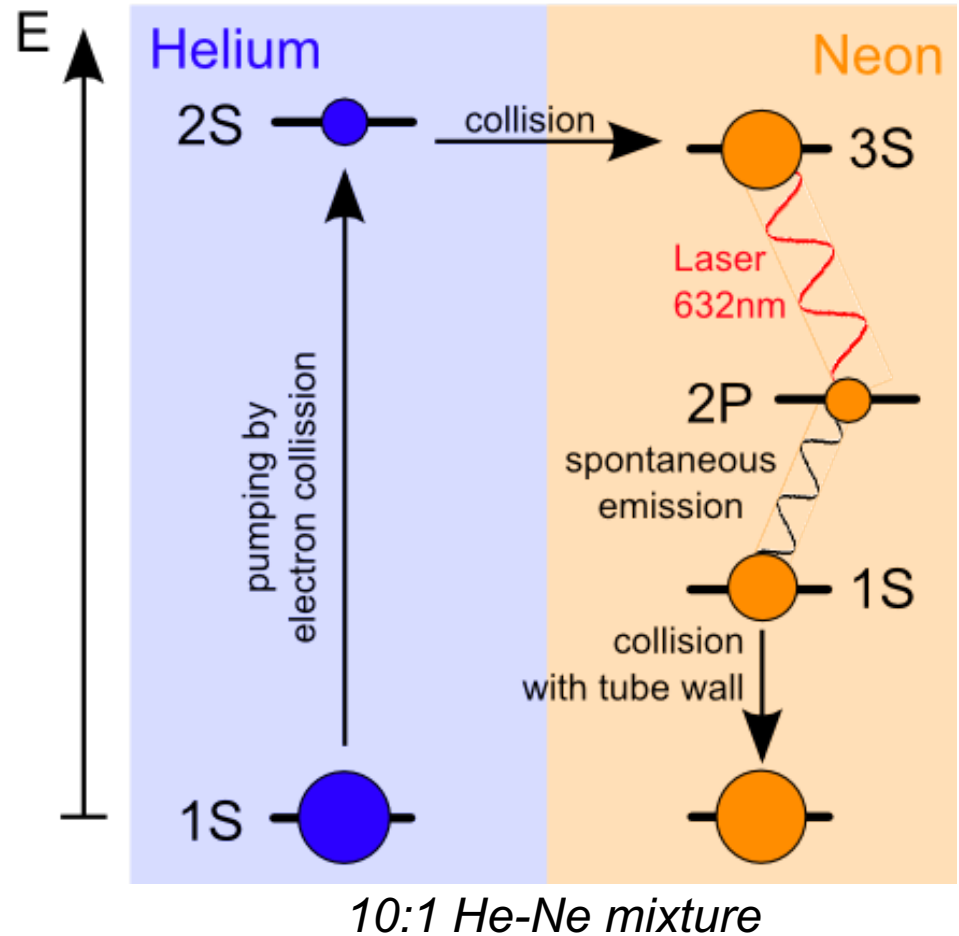 E
Helium
Neon
2S
collision
3S
Laser
632nm
pumping by
electron collission
2P
spontaneous
emission
1S
collision
with tube wall
1S
10:1 He-Ne mixture